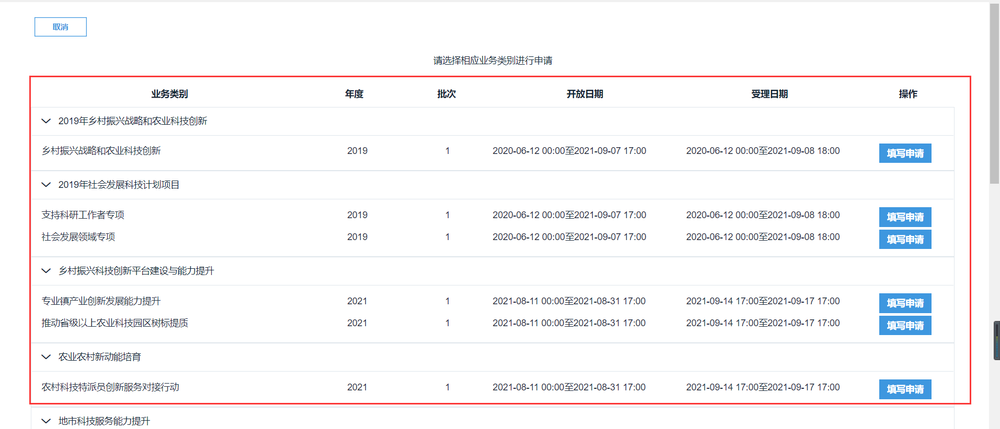 取消
请选择相应业务类别进行申请
业务类别 年度 批次 开放日期 受理日期 操作
2019年乡村振兴战略和农业科技创新
乡村振兴战略和农业科技创新 2019 1 2020-06-12 00:00至2021-09-07 17:00 2020-06-12 00:00至2021-09-08 18:00 填写申请
2019年社会发展科技计划项目
支持科研工作者专项 2019 1 2020-06-12 00:00至2021-09-07 17:00 2020-06-12 00:00至2021-09-08 18:00 填写申请
社会发展领域专项 2019 1 2020-06-12 00:00至2021-09-07 17:00 2020-06-12 00:00至2021-09-08 18:00 填写申请
乡村振兴科技创新平台建设与能力提升
专业镇产业创新发展能力提升 2021 1 2021-08-11 00:00至2021-08-31 17:00 2021-09-14 17:00至2021-09-17 17:00 填写申请
推动省级以上农业科技园区树标提质 2021 1 2021-08-11 00:00至2021-08-31 17:00 2021-09-14 17:00至2021-09-17 17:00 填写申请
农业农村新动能培育
农村科技特派员创新服务对接行动 2021 1 2021-08-11 00:00至2021-08-31 17:00 2021-09-14 17:00至2021-09-17 17:00 填写申请
地市科技服务能力提升